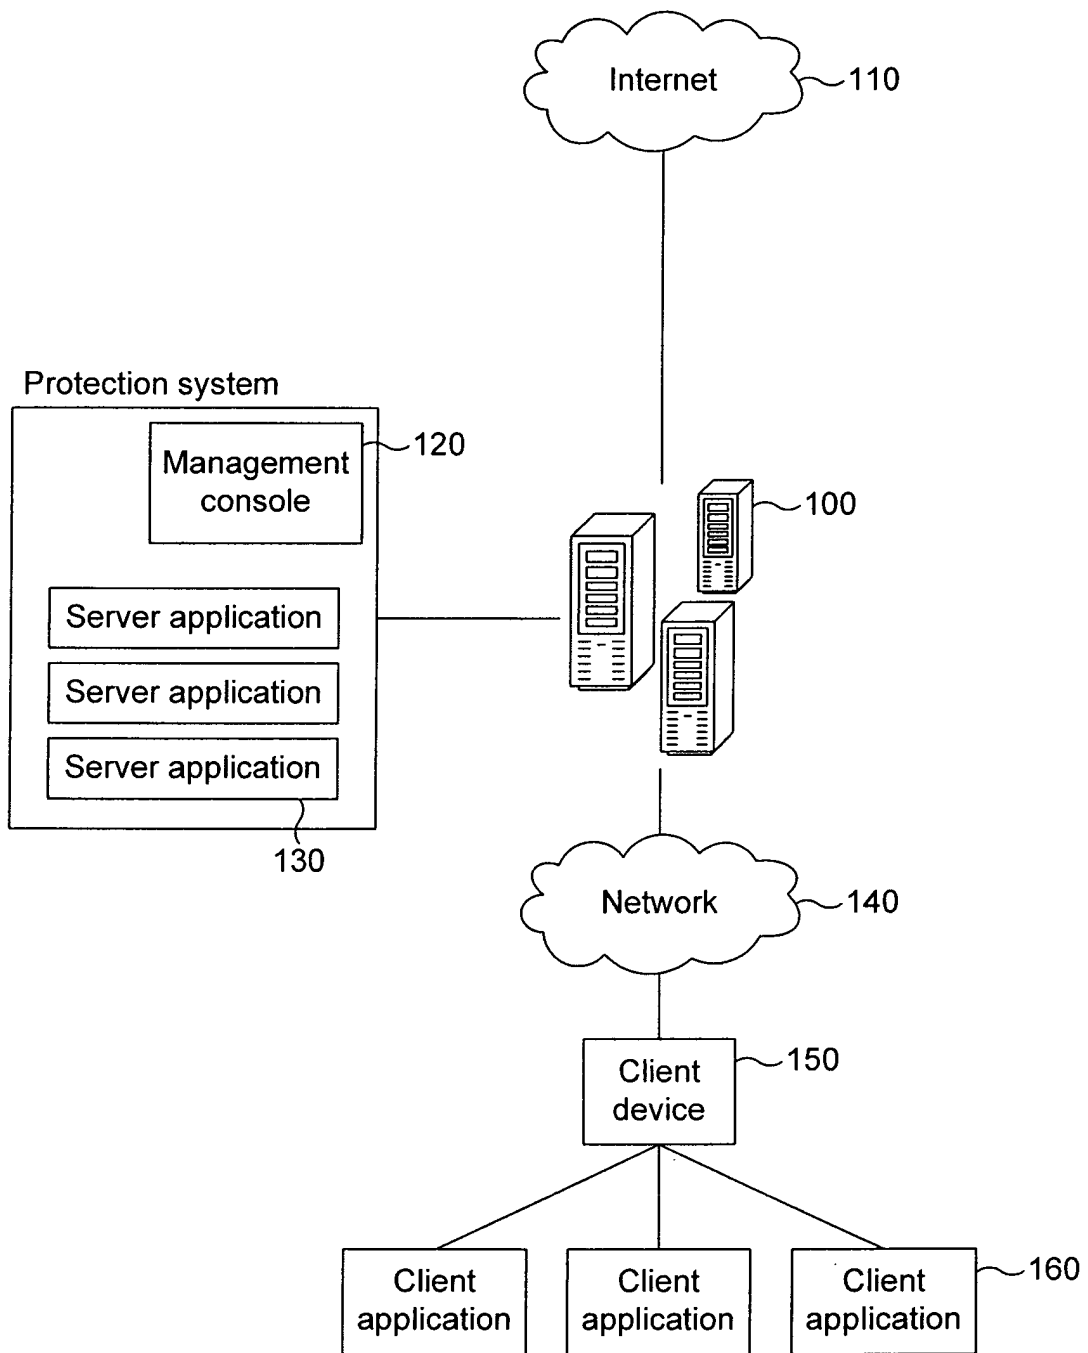 Internet
110
Protection system
Management
console
120
100
Server application
Server application
Server application
130
Network
140
Client
device
150
Client
application
Client
application
Client
application
160